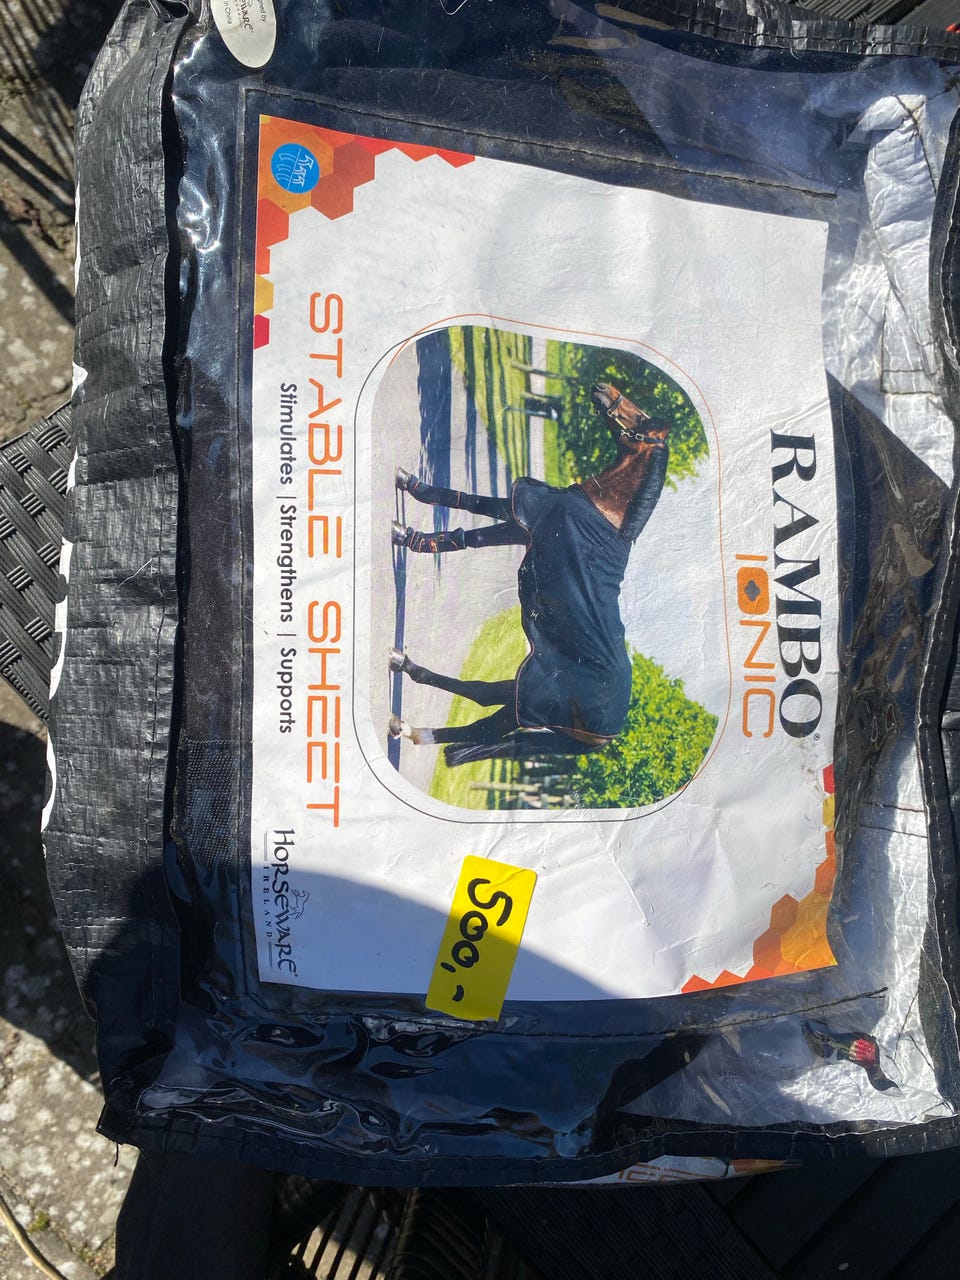 RAMBO®
IONIC
STABLE SHEET
Stimulates | Strengthens | Supports
HORSEWARE®
IRELAND
500,-